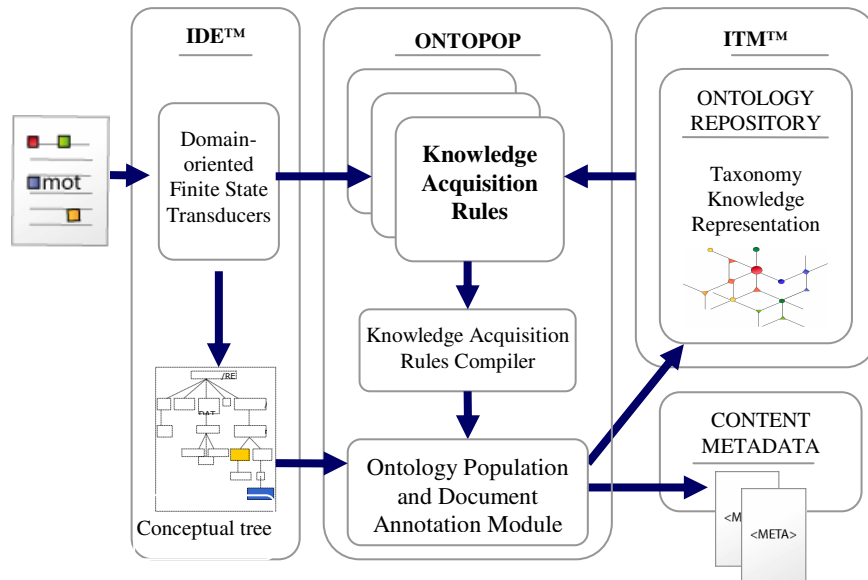 IDE™
ONTOPOP
ITM™
mot
Domain-
oriented
Finite State
Transducers
Knowledge
Acquisition
Rules
ONTOLOGY
REPOSITORY
Taxonomy
Knowledge
Representation
Knowledge Acquisition
Rules Compiler
/RE
Conceptual tree
Ontology Population
and Document
Annotation Module
CONTENT
METADATA
<META>